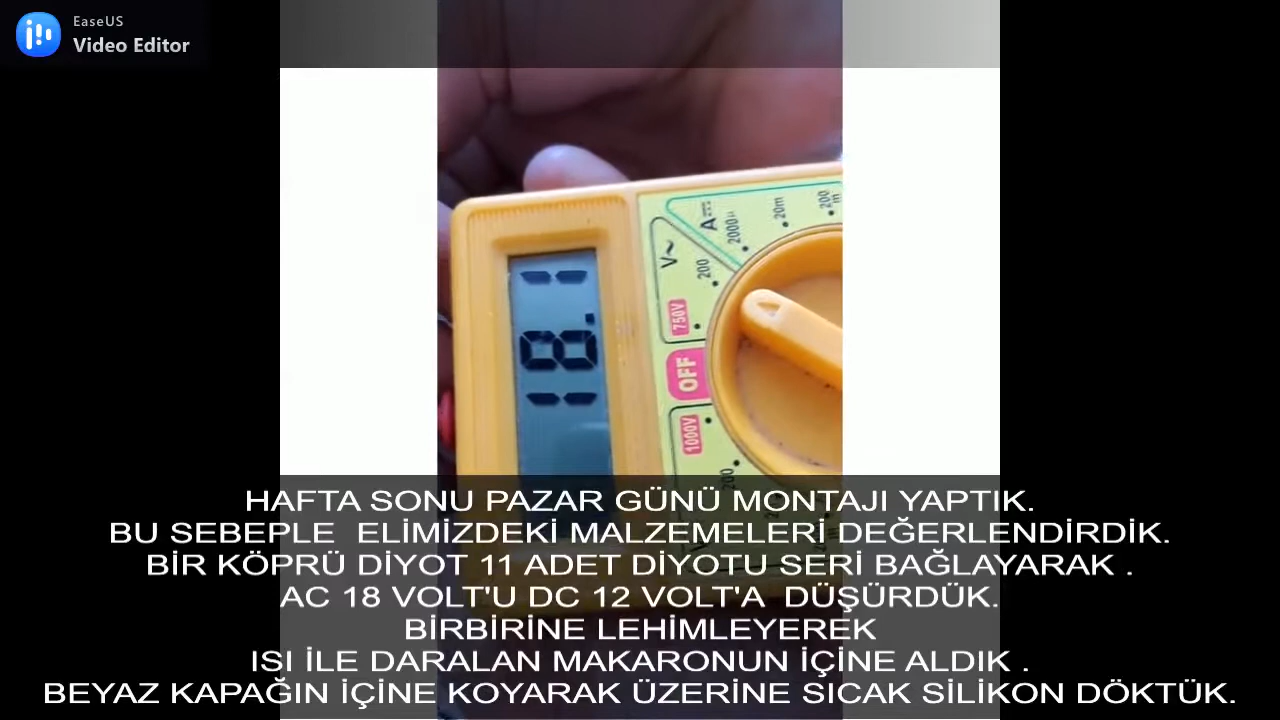 EaseUS
Video Editor
18.1
V~
200
750V
OFF
1000V
200
A
2000µ
20m
200
m
HAFTA SONU PAZAR GÜNÜ MONTAJI YAPTIK.
BU SEBEPLE  ELİMİZDEKİ MALZEMELERİ DEĞERLENDİRDİK.
BİR KÖPRÜ DİYOT 11 ADET DİYOTU SERİ BAĞLAYARAK .
AC 18 VOLT'U DC 12 VOLT'A  DÜŞÜRDÜK.
BİRBİRİNE LEHİMLEYEREK
ISI İLE DARALAN MAKARONUN İÇİNE ALDIK .
BEYAZ KAPAĞIN İÇİNE KOYARAK ÜZERİNE SICAK SİLİKON DÖKTÜK.